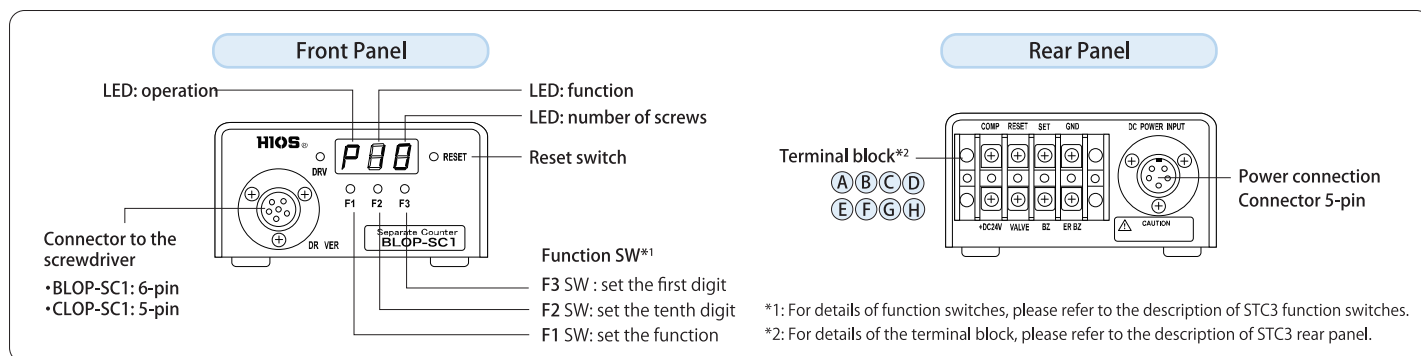 Front Panel
LED: operation
LED: function
LED: number of screws
Reset switch
HIOS®
DRV
P10
RESET
F1 F2 F3
DR VER
Separate Counter
BLOP-SC1
Connector to the
screwdriver
•BLOP-SC1: 6-pin
•CLOP-SC1: 5-pin
Function SW*1
F3 SW : set the first digit
F2 SW: set the tenth digit
F1 SW: set the function
Rear Panel
COMP RESET SET GND
DC POWER INPUT
Terminal block*2
A B C D
E F G H
Power connection
Connector 5-pin
+DC24V VALVE BZ ER BZ
CAUTION
*1: For details of function switches, please refer to the description of STC3 function switches.
*2: For details of the terminal block, please refer to the description of STC3 rear panel.